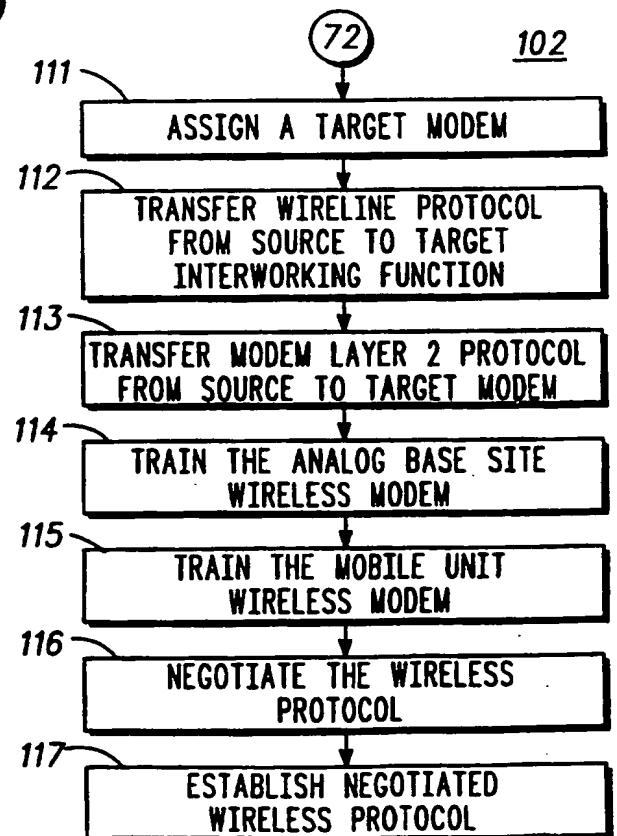 72
102
111
ASSIGN A TARGET MODEM
112
TRANSFER WIRELINE PROTOCOL
FROM SOURCE TO TARGET
INTERWORKING FUNCTION
113
TRANSFER MODEM LAYER 2 PROTOCOL
FROM SOURCE TO TARGET MODEM
114
TRAIN THE ANALOG BASE SITE
WIRELESS MODEM
115
TRAIN THE MOBILE UNIT
WIRELESS MODEM
116
NEGOTIATE THE WIRELESS
PROTOCOL
117
ESTABLISH NEGOTIATED
WIRELESS PROTOCOL